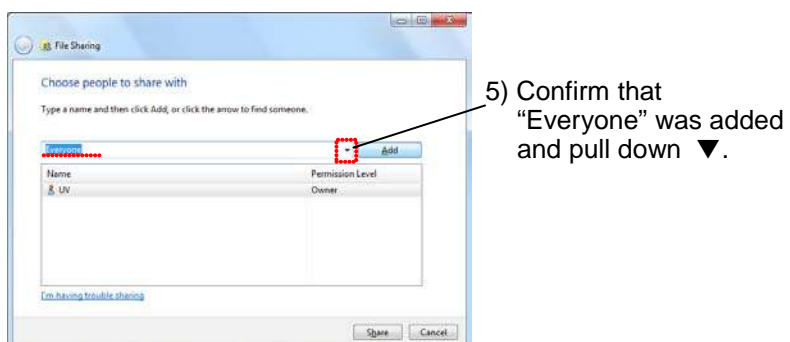 File Sharing
Choose people to share with
Type a name and then click Add, or click the arrow to find someone.
Everyone
Add
Name Permission Level
UV Owner
I'm having trouble sharing
Share Cancel
5) Confirm that
“Everyone” was added
and pull down ▼.